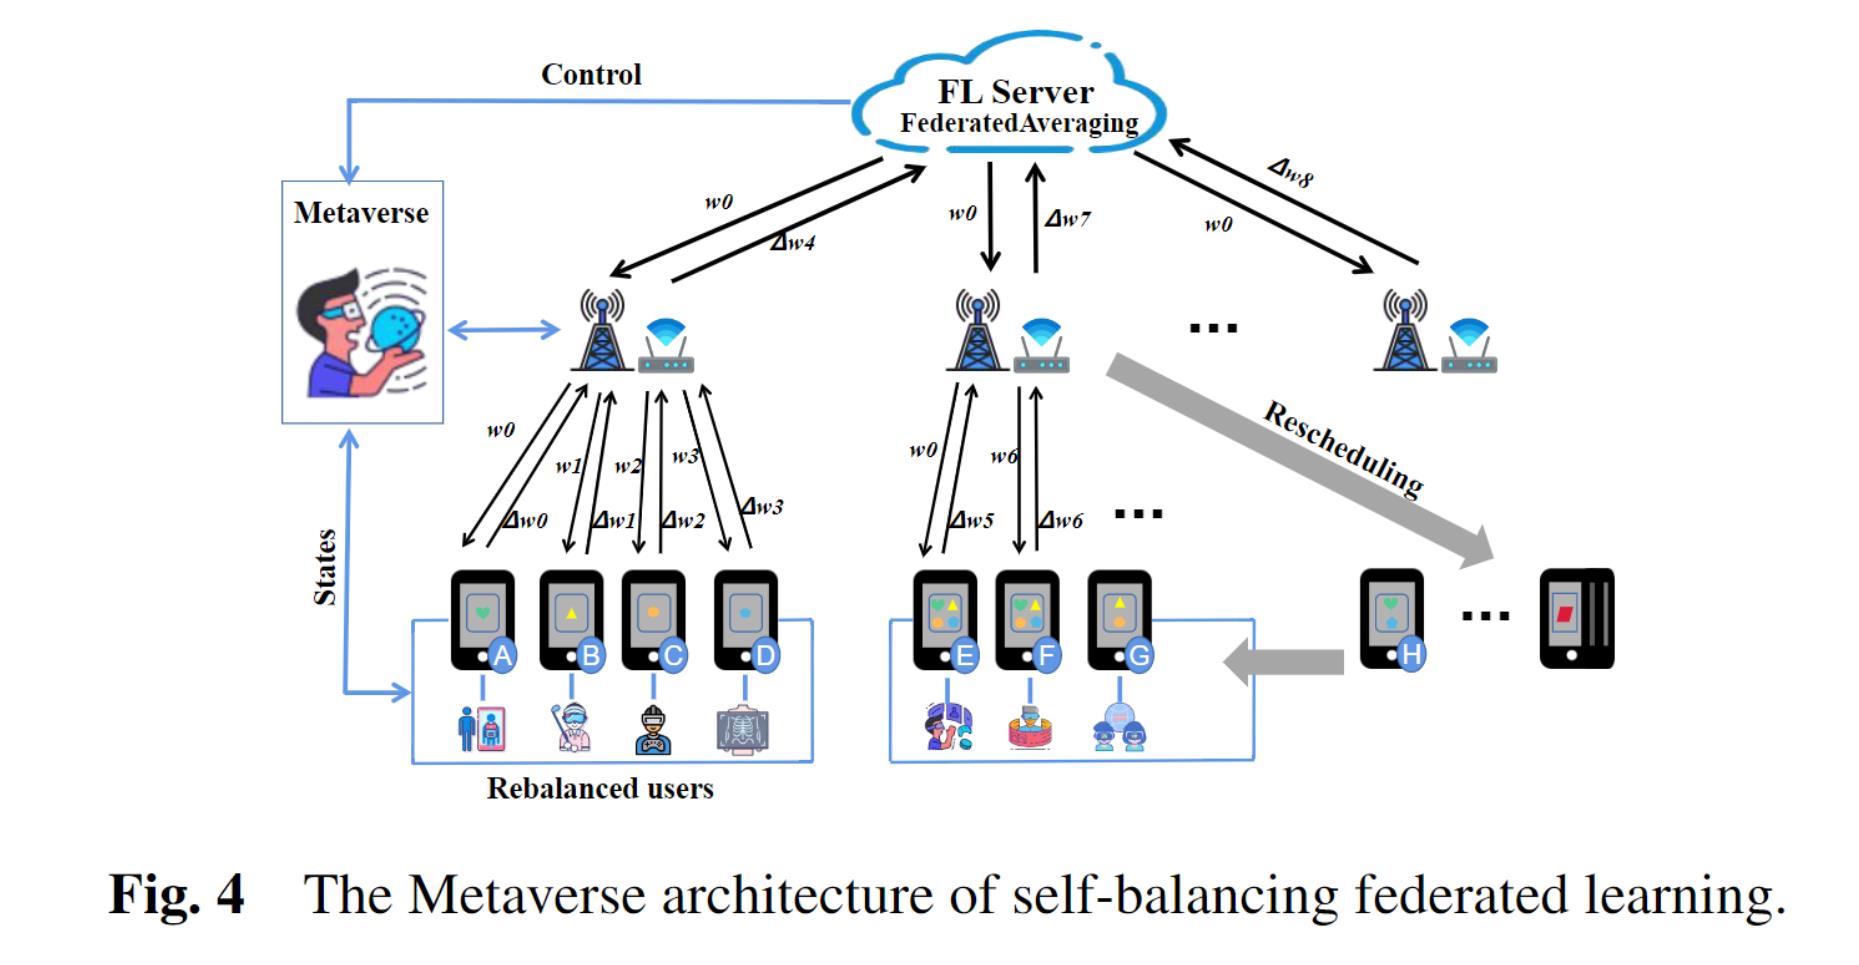 Control
FL Server
FederatedAveraging
Metaverse
w0
Δw4
w0
Δw7
w0
Δw8
w0
w1
w2
w3
Δw0
Δw1
Δw2
Δw3
w0
w6
Δw5
Δw6
...
...
Rescheduling
States
A
B
C
D
E
F
G
H
...
Rebalanced users
Fig. 4 The Metaverse architecture of self-balancing federated learning.